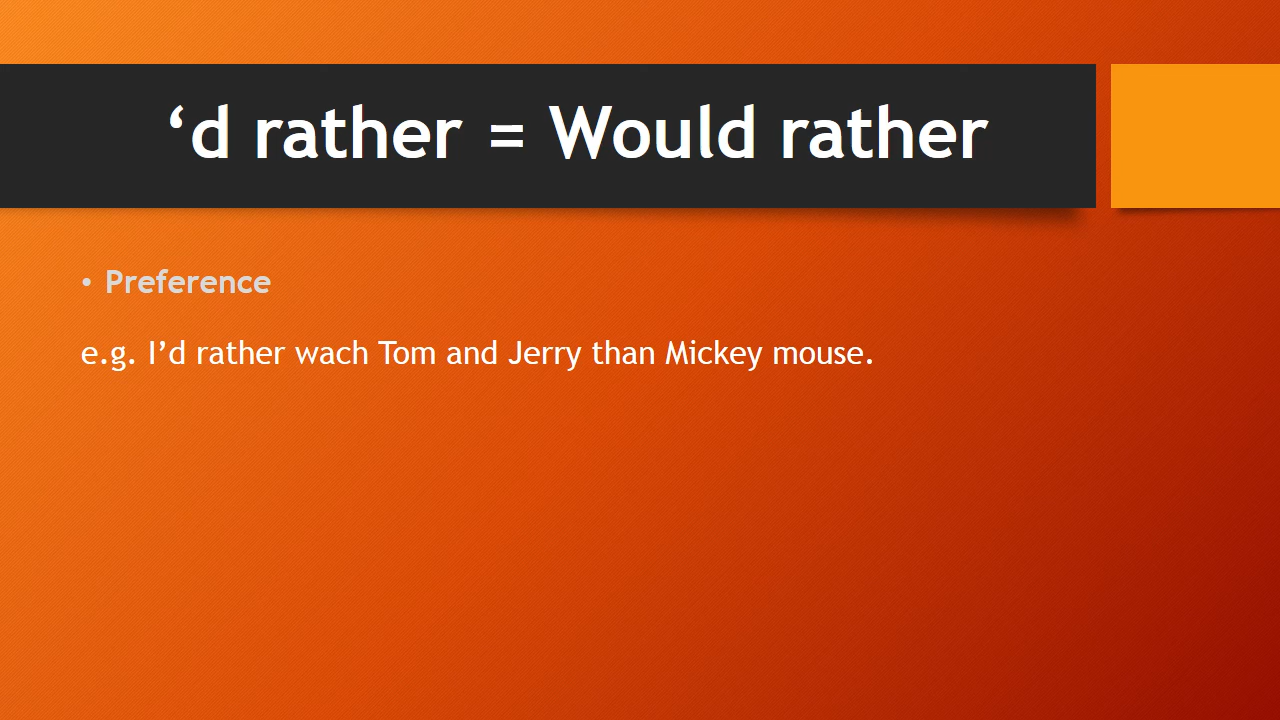 ‘d rather = Would rather
• Preference
e.g. I’d rather wach Tom and Jerry than Mickey mouse.